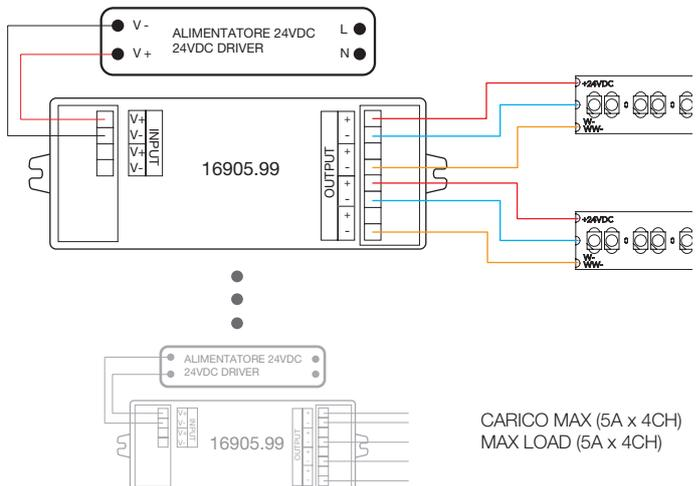 V -
V +
ALIMENTATORE 24VDC
24VDC DRIVER
L
N
V+
V-
V+
V-
INPUT
16905.99
OUTPUT
+
-
+
-
+
-
+
-
+24VDC
W-
WW-
+24VDC
W-
WW-
ALIMENTATORE 24VDC
24VDC DRIVER
INPUT
16905.99
OUTPUT
CARICO MAX (5A x 4CH)
MAX LOAD (5A x 4CH)